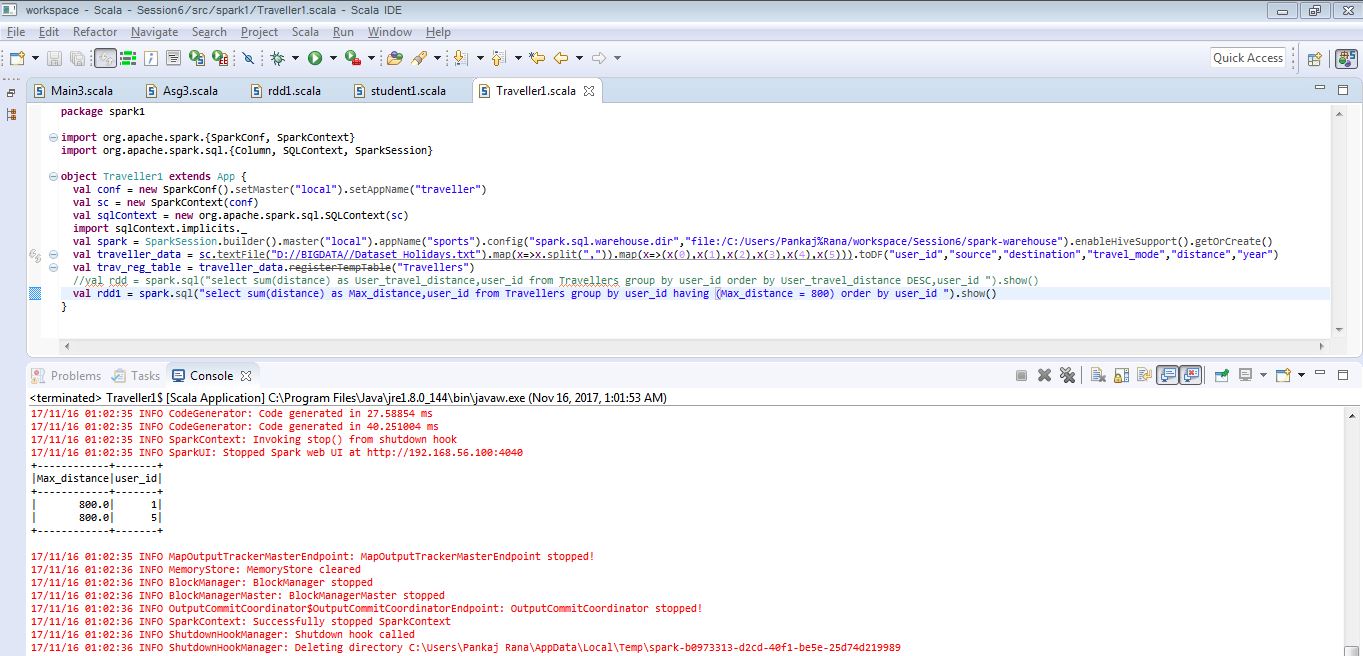 workspace - Scala - Session6/src/spark1/Traveller1.scala - Scala IDE
File Edit Refactor Navigate Search Project Scala Run Window Help
Quick Access
Main3.scala Asg3.scala rdd1.scala student1.scala Traveller1.scala
package spark1
import org.apache.spark.{SparkConf, SparkContext}
import org.apache.spark.sql.{Column, SQLContext, SparkSession}
object Traveller1 extends App {
val conf = new SparkConf().setMaster("local").setAppName("traveller")
val sc = new SparkContext(conf)
val sqlContext = new org.apache.spark.sql.SQLContext(sc)
import sqlContext.implicits._
val spark = SparkSession.builder().master("local").appName("sports").config("spark.sql.warehouse.dir","file:/C:/Users/Pankaj%Rana/workspace/Session6/spark-warehouse").enableHiveSupport().getOrCreate()
val traveller_data = sc.textFile("D://BIGDATA//Dataset_Holidays.txt").map(x=>x.split(",")).map(x=>(x(0),x(1),x(2),x(3),x(4),x(5))).toDF("user_id","source","destination","travel_mode","distance","year")
val trav_reg_table = traveller_data.registerTempTable("Travellers")
//val rdd = spark.sql("select sum(distance) as User_travel_distance,user_id from Travellers group by user_id order by User_travel_distance DESC,user_id ").show()
val rdd1 = spark.sql("select sum(distance) as Max_distance,user_id from Travellers group by user_id having (Max_distance = 800) order by user_id ").show()
}
Problems Tasks Console
<terminated> Traveller1$ [Scala Application] C:\Program Files\Java\jre1.8.0_144\bin\javaw.exe (Nov 16, 2017, 1:01:53 AM)
17/11/16 01:02:35 INFO CodeGenerator: Code generated in 27.58854 ms
17/11/16 01:02:35 INFO CodeGenerator: Code generated in 40.251004 ms
17/11/16 01:02:35 INFO SparkContext: Invoking stop() from shutdown hook
17/11/16 01:02:35 INFO SparkUI: Stopped Spark web UI at http://192.168.56.100:4040
+------------+-------+
|Max_distance|user_id|
+------------+-------+
|       800.0|      1|
|       800.0|      5|
+------------+-------+
17/11/16 01:02:35 INFO MapOutputTrackerMasterEndpoint: MapOutputTrackerMasterEndpoint stopped!
17/11/16 01:02:35 INFO MemoryStore: MemoryStore cleared
17/11/16 01:02:36 INFO BlockManager: BlockManager stopped
17/11/16 01:02:36 INFO BlockManagerMaster: BlockManagerMaster stopped
17/11/16 01:02:36 INFO OutputCommitCoordinator$OutputCommitCoordinatorEndpoint: OutputCommitCoordinator stopped!
17/11/16 01:02:36 INFO SparkContext: Successfully stopped SparkContext
17/11/16 01:02:36 INFO ShutdownHookManager: Shutdown hook called
17/11/16 01:02:36 INFO ShutdownHookManager: Deleting directory C:\Users\Pankaj Rana\AppData\Local\Temp\spark-b0973313-d2cd-40f1-be5e-25d74d219989